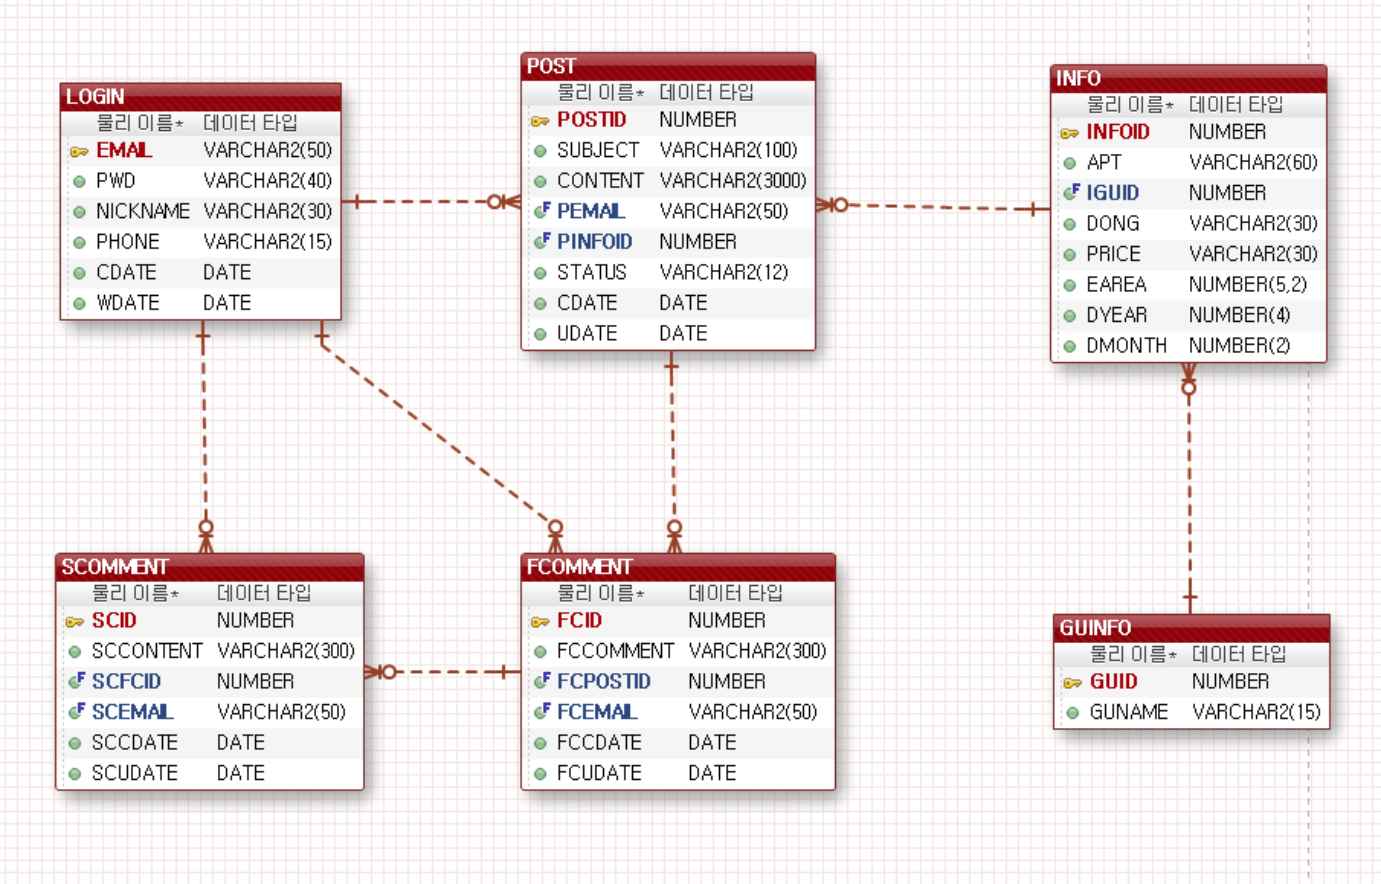 LOGIN
물리 이름* 데이터 타입
EMAIL VARCHAR2(50)
PWD VARCHAR2(40)
NICKNAME VARCHAR2(30)
PHONE VARCHAR2(15)
CDATE DATE
WDATE DATE
POST
물리 이름* 데이터 타입
POSTID NUMBER
SUBJECT VARCHAR2(100)
CONTENT VARCHAR2(3000)
F PEMAIL VARCHAR2(50)
F PINFOID NUMBER
STATUS VARCHAR2(12)
CDATE DATE
UDATE DATE
INFO
물리 이름* 데이터 타입
INFOID NUMBER
APT VARCHAR2(60)
F IGUID NUMBER
DONG VARCHAR2(30)
PRICE VARCHAR2(30)
EAREA NUMBER(5,2)
DYEAR NUMBER(4)
DMONTH NUMBER(2)
SCOMMENT
물리 이름* 데이터 타입
SCID NUMBER
SCCONTENT VARCHAR2(300)
F SCFCID NUMBER
F SCEMAIL VARCHAR2(50)
SCCDATE DATE
SCUDATE DATE
FCOMMENT
물리 이름* 데이터 타입
FCID NUMBER
FCCOMMENT VARCHAR2(300)
F FCPOSTID NUMBER
F FCEMAIL VARCHAR2(50)
FCCDATE DATE
FCUDATE DATE
GUINFO
물리 이름* 데이터 타입
GUID NUMBER
GUNAME VARCHAR2(15)